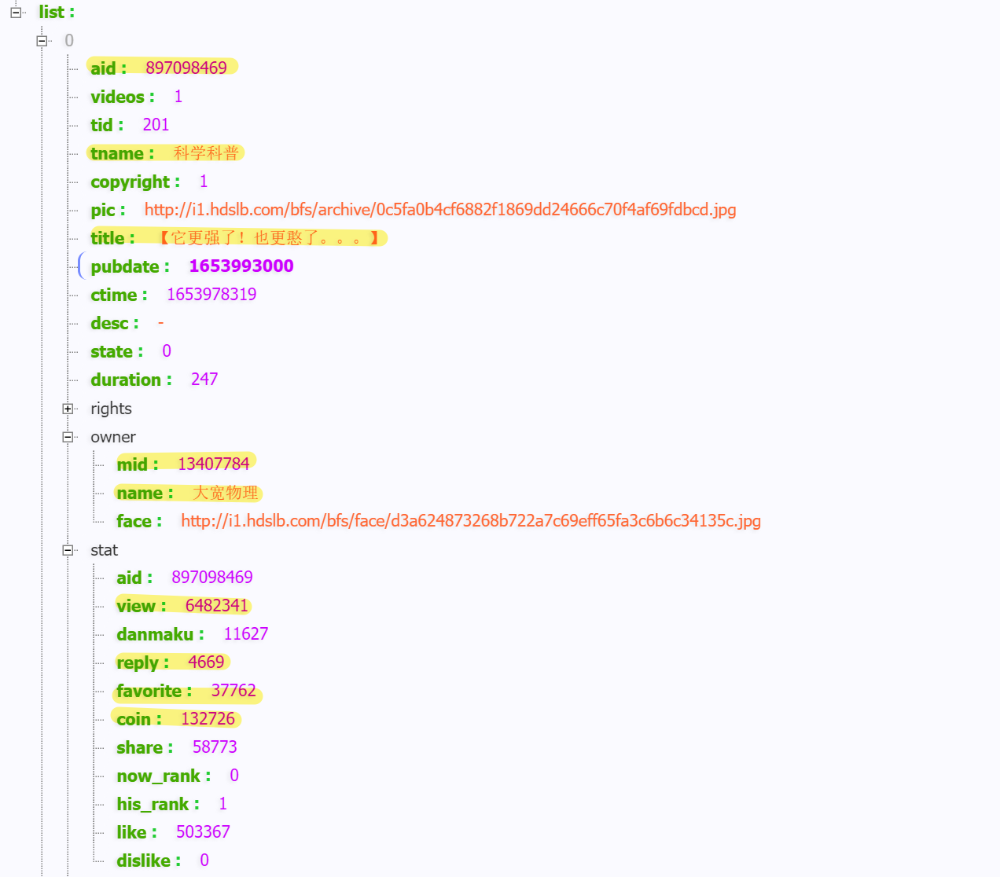 list :
0
aid : 897098469
videos : 1
tid : 201
tname : 科学科普
copyright : 1
pic : http://i1.hdslb.com/bfs/archive/0c5fa0b4cf6882f1869dd24666c70f4af69fdbcd.jpg
title : 【它更强了！也更憨了。。。】
pubdate : 1653993000
ctime : 1653978319
desc : -
state : 0
duration : 247
rights
owner
mid : 13407784
name : 大宽物理
face : http://i1.hdslb.com/bfs/face/d3a624873268b722a7c69eff65fa3c6b6c34135c.jpg
stat
aid : 897098469
view : 6482341
danmaku : 11627
reply : 4669
favorite : 37762
coin : 132726
share : 58773
now_rank : 0
his_rank : 1
like : 503367
dislike : 0